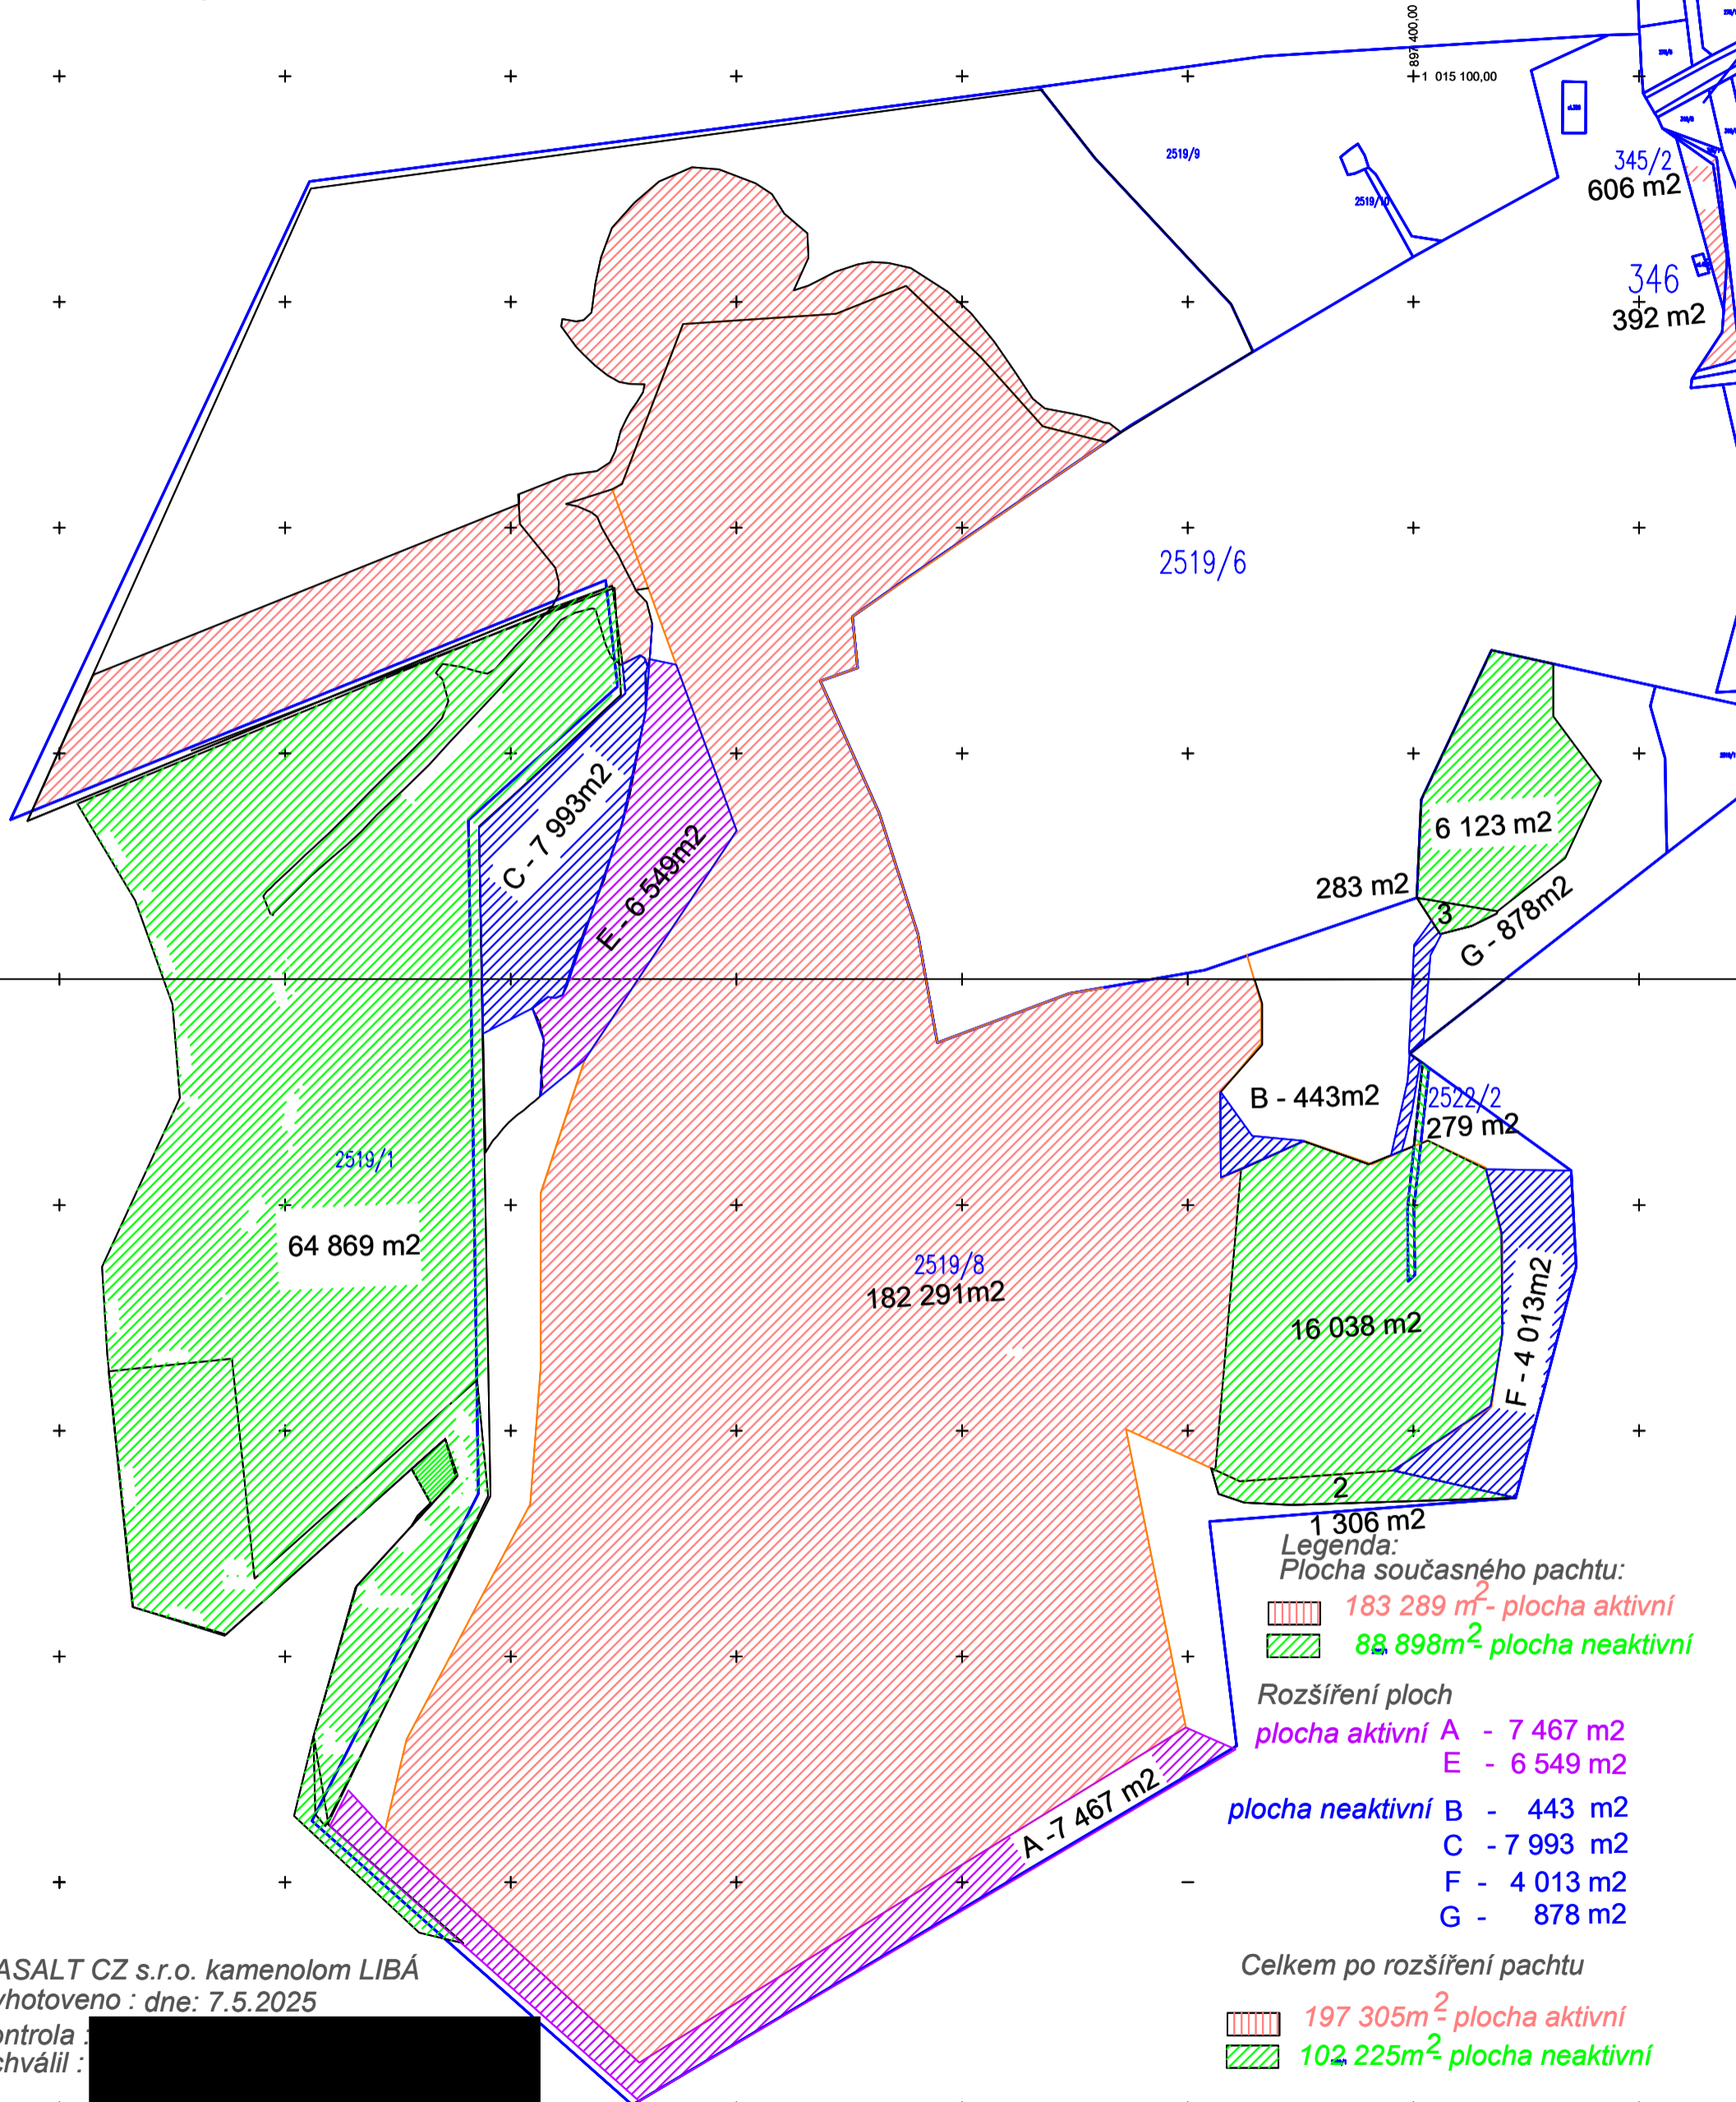 897 400,00
1 015 100,00
2519/9
345/2
606 m2
2519/10
346
392 m2
2519/6
6 123 m2
C - 7 993m2
E - 6 549m2
283 m2
3
G - 878m2
B - 443m2
2522/2
279 m2
2519/1
64 869 m2
2519/8
182 291m2
16 038 m2
F - 4 013m2
2
1 306 m2
Legenda:
Plocha současného pachtu:
183 289 m2- plocha aktivní
88 898m2- plocha neaktivní
Rozšíření ploch
plocha aktivní A - 7 467 m2
E - 6 549 m2
plocha neaktivní B - 443 m2
C - 7 993 m2
F - 4 013 m2
G - 878 m2
A -7 467 m2
Celkem po rozšíření pachtu
197 305m2- plocha aktivní
102 225m2- plocha neaktivní
ASALT CZ s.r.o. kamenolom LIBÁ
yhotoveno : dne: 7.5.2025
ontrola :
chválil :